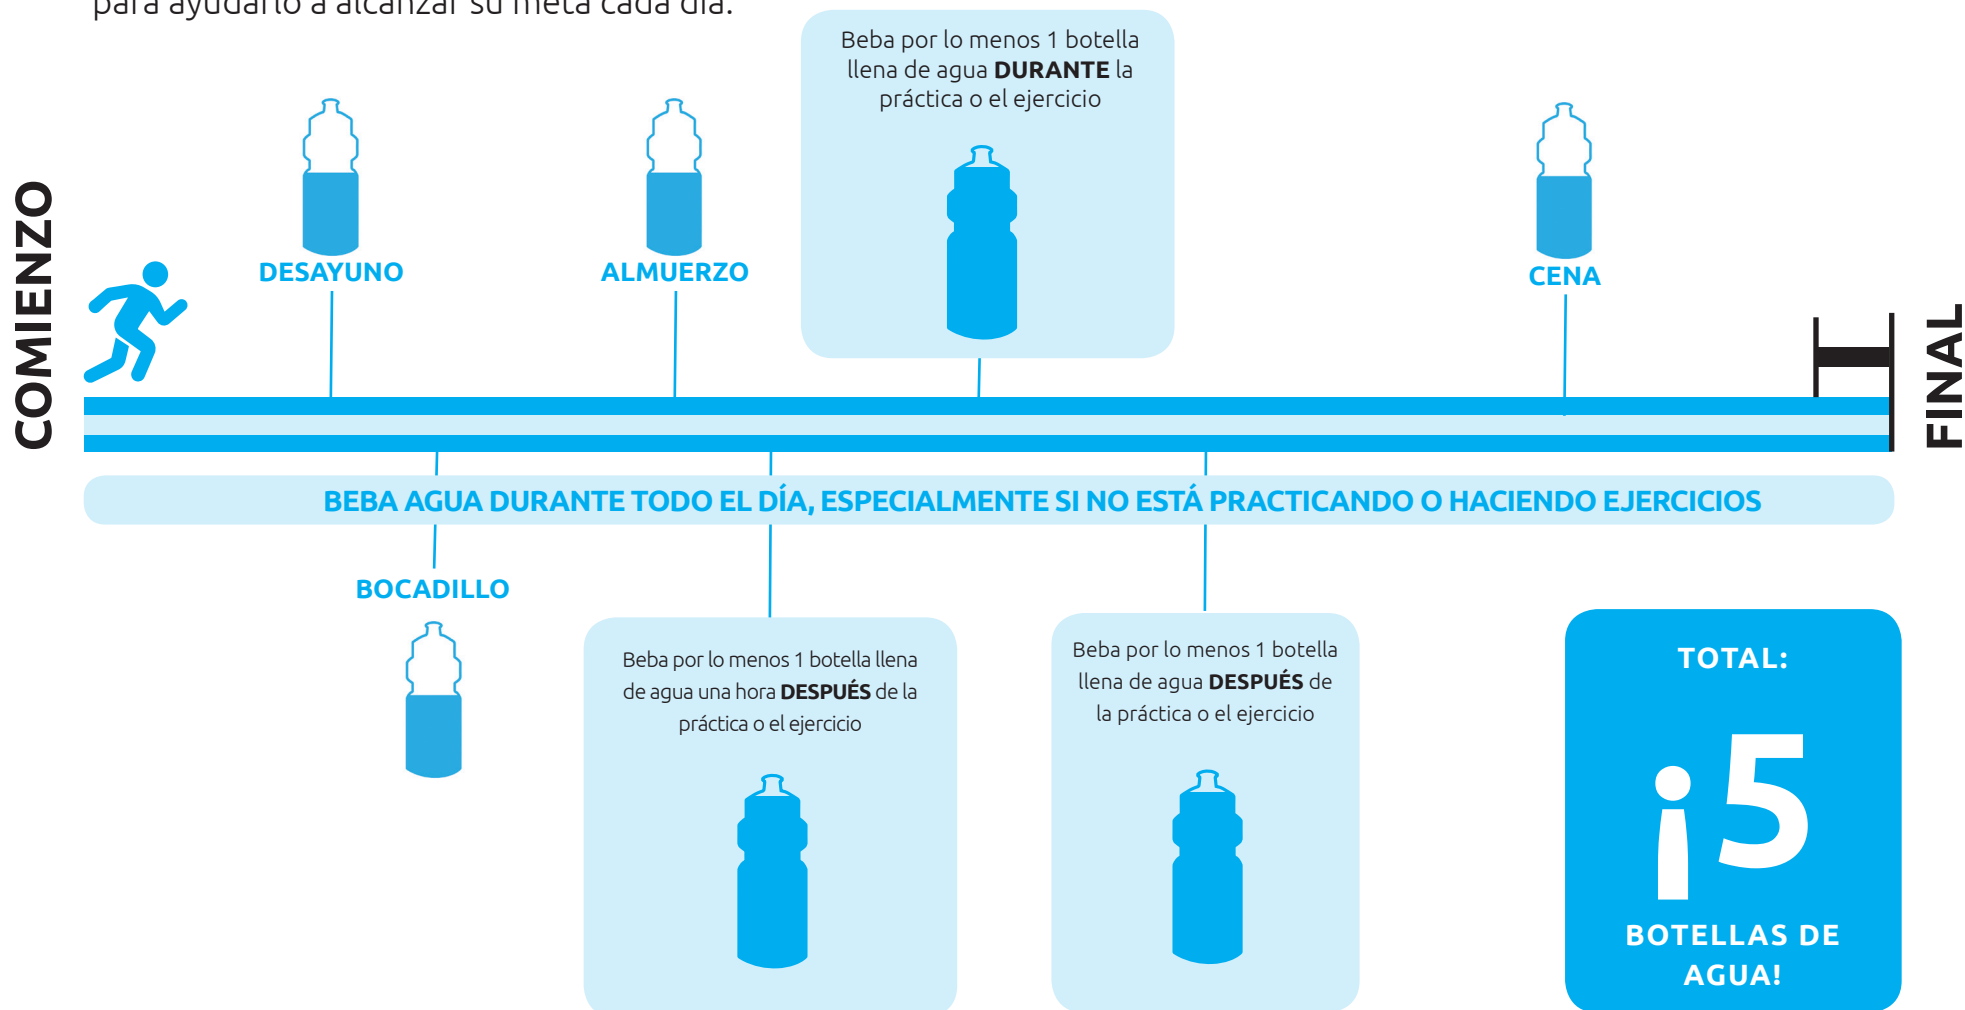 para ayudarlo a alcanzar su meta cada día.
Beba por lo menos 1 botella
llena de agua DURANTE la
práctica o el ejercicio
COMIENZO
DESAYUNO
ALMUERZO
CENA
FINAL
BEBA AGUA DURANTE TODO EL DÍA, ESPECIALMENTE SI NO ESTÁ PRACTICANDO O HACIENDO EJERCICIOS
BOCADILLO
Beba por lo menos 1 botella llena
de agua una hora DESPUÉS de la
práctica o el ejercicio
Beba por lo menos 1 botella
llena de agua DESPUÉS de
la práctica o el ejercicio
TOTAL:
¡5
BOTELLAS DE
AGUA!